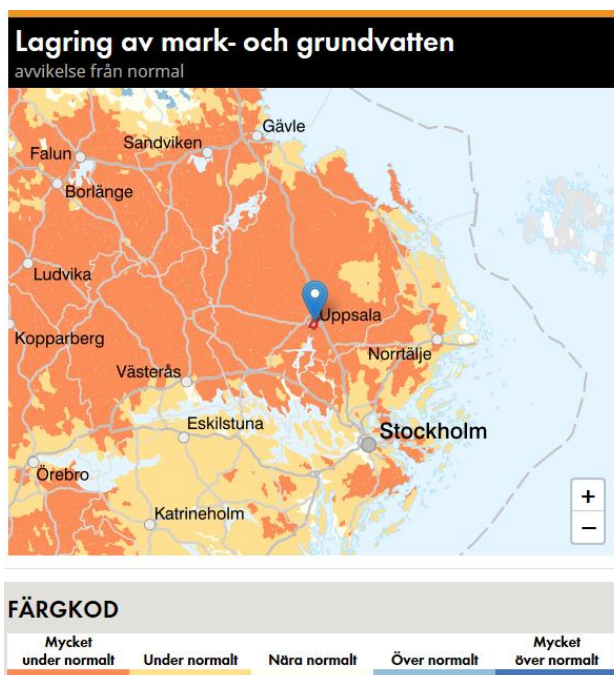 Lagring av mark- och grundvatten
avvikelse från normal
Gävle
Sandviken
Falun
Borlänge
Ludvika
Uppsala
Kopparberg
Norrtälje
Västerås
Eskilstuna
Stockholm
Örebro
+
−
Katrineholm
FÄRGKOD
Mycket under normalt
Under normalt
Nära normalt
Över normalt
Mycket över normalt